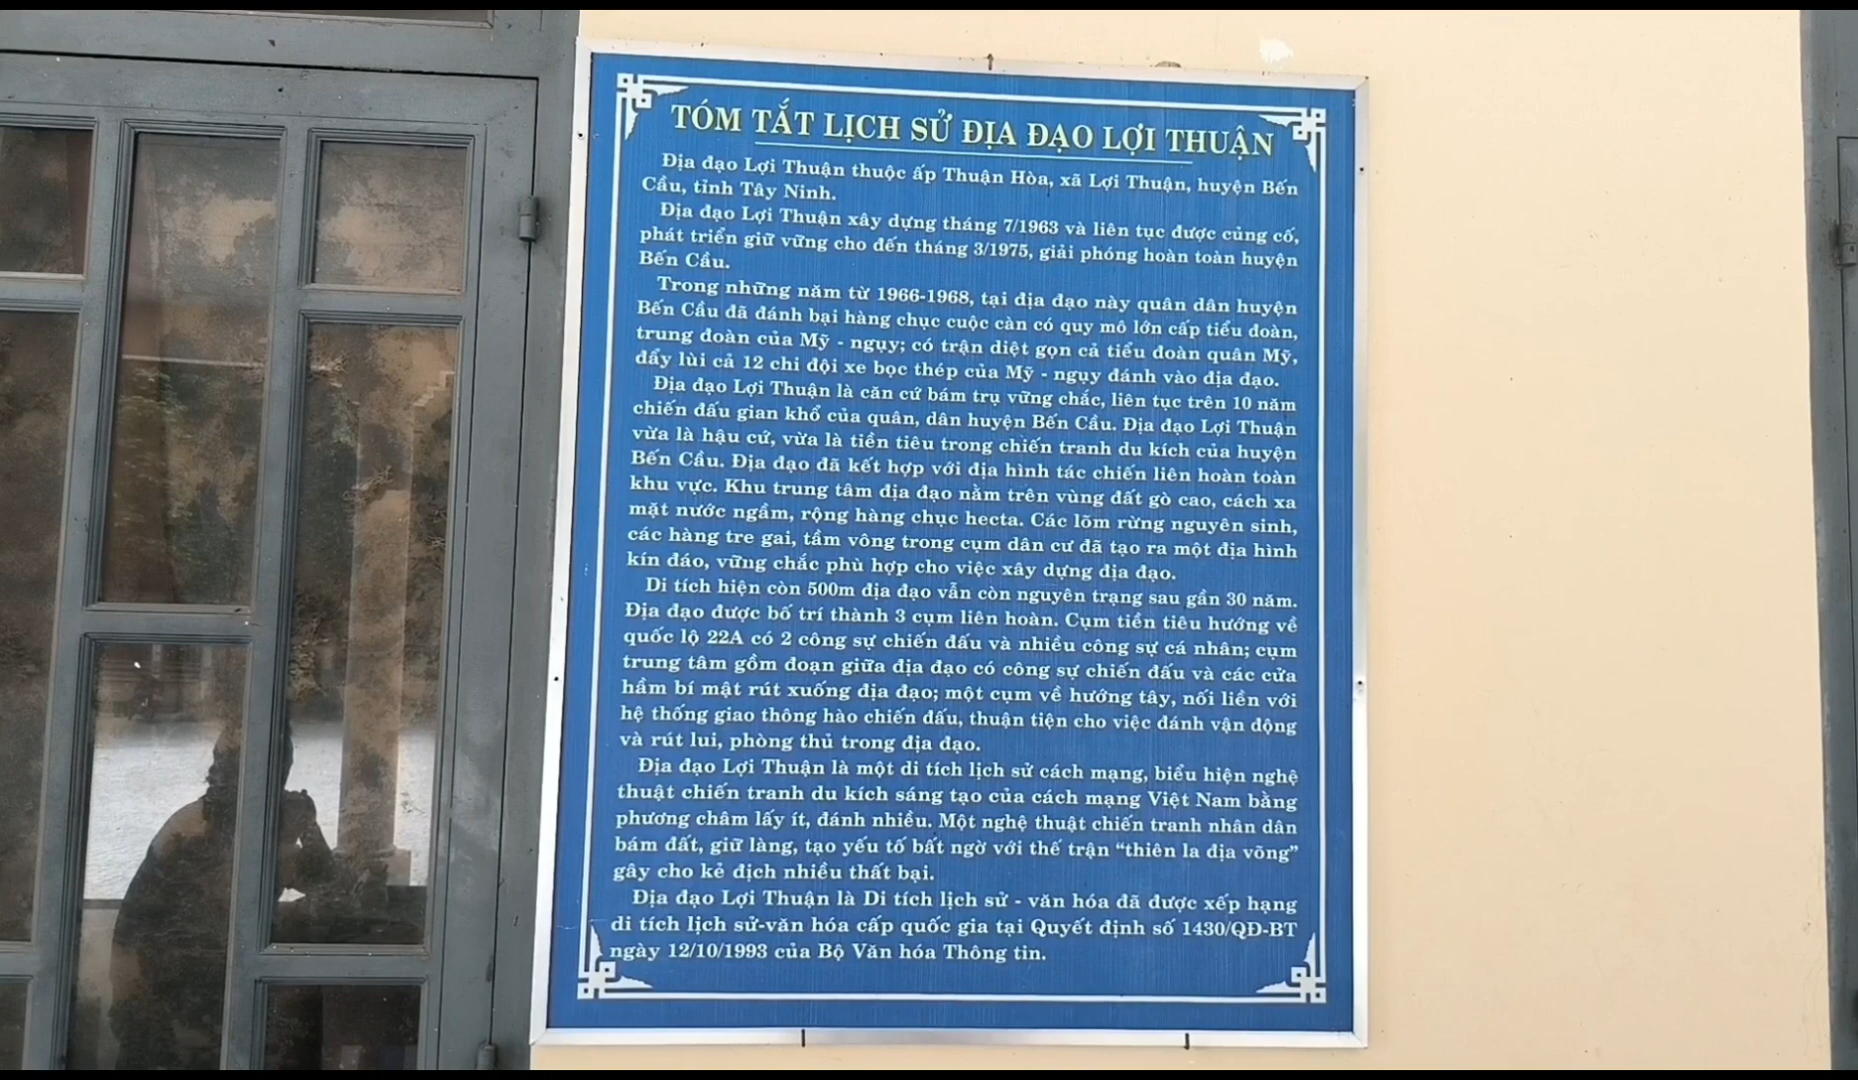 TÓM TẮT LỊCH SỬ ĐỊA ĐẠO LỢI THUẬN
Địa đạo Lợi Thuận thuộc ấp Thuận Hòa, xã Lợi Thuận, huyện Bến
Cầu, tỉnh Tây Ninh.
Địa đạo Lợi Thuận xây dựng tháng 7/1963 và liên tục được củng cố,
phát triển giữ vững cho đến tháng 3/1975, giải phóng hoàn toàn huyện
Bến Cầu.
Trong những năm từ 1966-1968, tại địa đạo này quân dân huyện
Bến Cầu đã đánh bại hàng chục cuộc càn có quy mô lớn cấp tiểu đoàn,
trung đoàn của Mỹ - ngụy; có trận diệt gọn cả tiểu đoàn quân Mỹ,
đẩy lùi cả 12 chi đội xe bọc thép của Mỹ - ngụy đánh vào địa đạo.
Địa đạo Lợi Thuận là căn cứ bám trụ vững chắc, liên tục trên 10 năm
chiến đấu gian khổ của quân, dân huyện Bến Cầu. Địa đạo Lợi Thuận
vừa là hậu cứ, vừa là tiền tiêu trong chiến tranh du kích của huyện
Bến Cầu. Địa đạo đã kết hợp với địa hình tác chiến liên hoàn toàn
khu vực. Khu trung tâm địa đạo nằm trên vùng đất gò cao, cách xa
mặt nước ngầm, rộng hàng chục hecta. Các lõm rừng nguyên sinh,
các hàng tre gai, tầm vông trong cụm dân cư đã tạo ra một địa hình
kín đáo, vững chắc phù hợp cho việc xây dựng địa đạo.
Di tích hiện còn 500m địa đạo vẫn còn nguyên trạng sau gần 30 năm.
Địa đạo được bố trí thành 3 cụm liên hoàn. Cụm tiền tiêu hướng về
quốc lộ 22A có 2 công sự chiến đấu và nhiều công sự cá nhân; cụm
trung tâm gồm đoạn giữa địa đạo có công sự chiến đấu và các cửa
hầm bí mật rút xuống địa đạo; một cụm về hướng tây, nối liền với
hệ thống giao thông hào chiến đấu, thuận tiện cho việc đánh vận động
và rút lui, phòng thủ trong địa đạo.
Địa đạo Lợi Thuận là một di tích lịch sử cách mạng, biểu hiện nghệ
thuật chiến tranh du kích sáng tạo của cách mạng Việt Nam bằng
phương châm lấy ít, đánh nhiều. Một nghệ thuật chiến tranh nhân dân
bám đất, giữ làng, tạo yếu tố bất ngờ với thế trận “thiên la địa võng”
gây cho kẻ địch nhiều thất bại.
Địa đạo Lợi Thuận là Di tích lịch sử - văn hóa đã được xếp hạng
di tích lịch sử-văn hóa cấp quốc gia tại Quyết định số 1430/QĐ-BT
ngày 12/10/1993 của Bộ Văn hóa Thông tin.